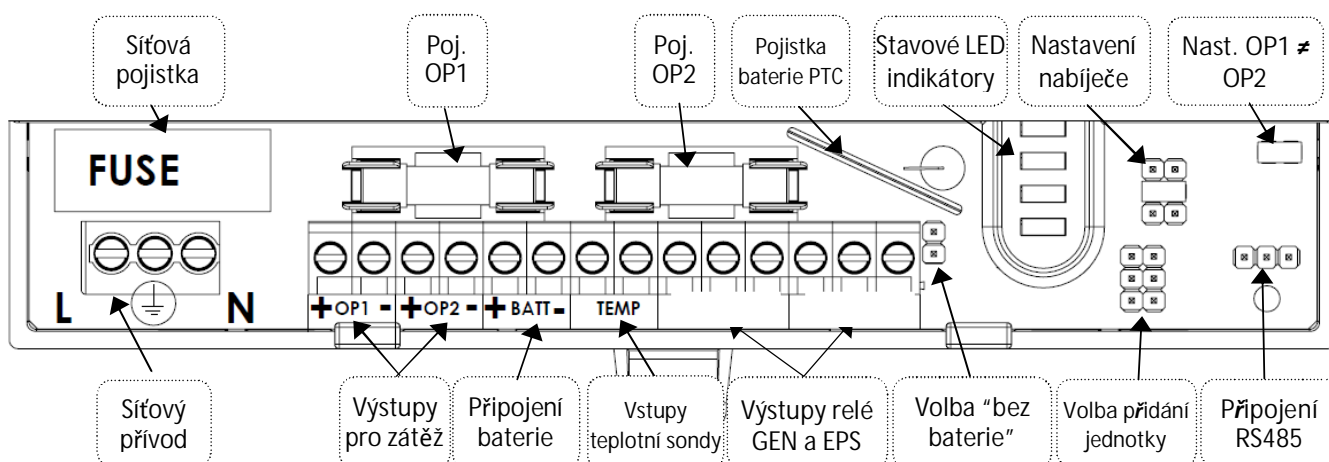 Síťová
pojistka
Poj.
OP1
Poj.
OP2
Pojistka
baterie PTC
Stavové LED
indikátory
Nastavení
nabíječe
Nast. OP1 ≠
OP2
FUSE
L
N
+ OP1 -
+ OP2 -
+ BATT -
TEMP
Síťový
přívod
Výstupy
pro zátěž
Připojení
baterie
Vstupy
teplotní sondy
Výstupy relé
GEN a EPS
Volba “bez
baterie”
Volba přidání
jednotky
Připojení
RS485